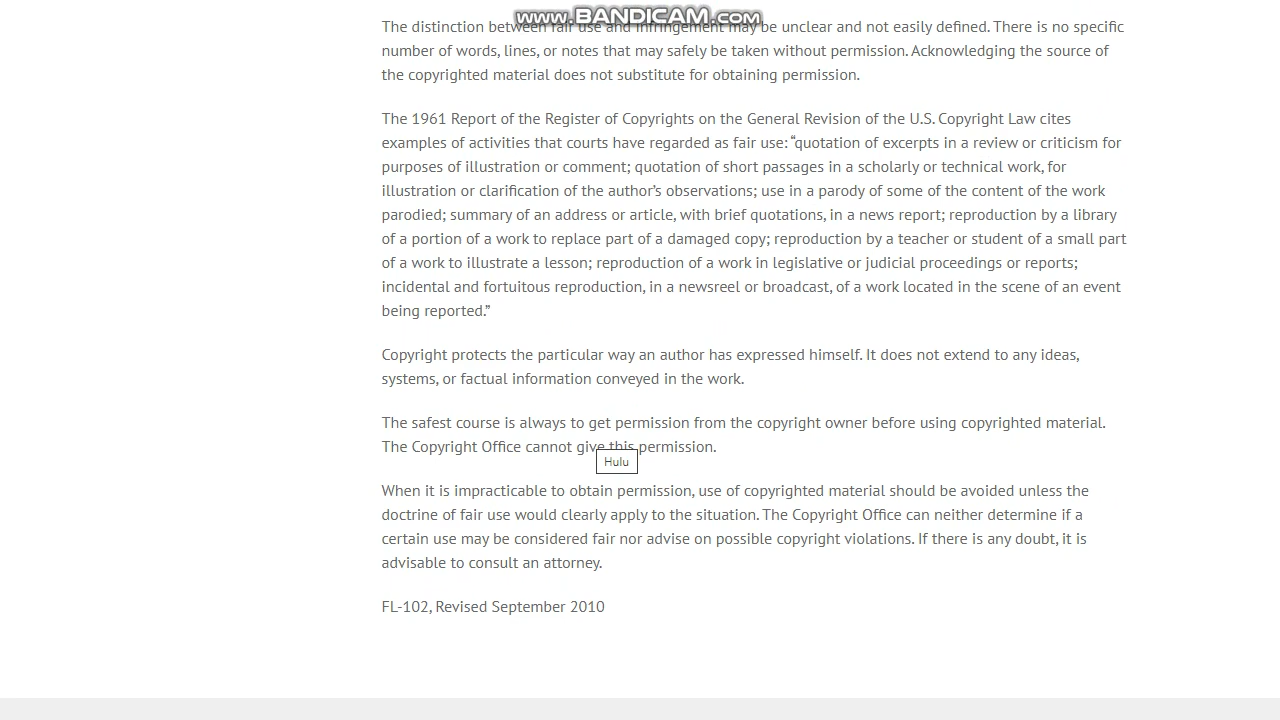 www.BANDICAM.com
The distinction between fair use and infringement may be unclear and not easily defined. There is no specific
number of words, lines, or notes that may safely be taken without permission. Acknowledging the source of
the copyrighted material does not substitute for obtaining permission.
The 1961 Report of the Register of Copyrights on the General Revision of the U.S. Copyright Law cites
examples of activities that courts have regarded as fair use: “quotation of excerpts in a review or criticism for
purposes of illustration or comment; quotation of short passages in a scholarly or technical work, for
illustration or clarification of the author’s observations; use in a parody of some of the content of the work
parodied; summary of an address or article, with brief quotations, in a news report; reproduction by a library
of a portion of a work to replace part of a damaged copy; reproduction by a teacher or student of a small part
of a work to illustrate a lesson; reproduction of a work in legislative or judicial proceedings or reports;
incidental and fortuitous reproduction, in a newsreel or broadcast, of a work located in the scene of an event
being reported.”
Copyright protects the particular way an author has expressed himself. It does not extend to any ideas,
systems, or factual information conveyed in the work.
The safest course is always to get permission from the copyright owner before using copyrighted material.
The Copyright Office cannot give this permission.
Hulu
When it is impracticable to obtain permission, use of copyrighted material should be avoided unless the
doctrine of fair use would clearly apply to the situation. The Copyright Office can neither determine if a
certain use may be considered fair nor advise on possible copyright violations. If there is any doubt, it is
advisable to consult an attorney.
FL-102, Revised September 2010